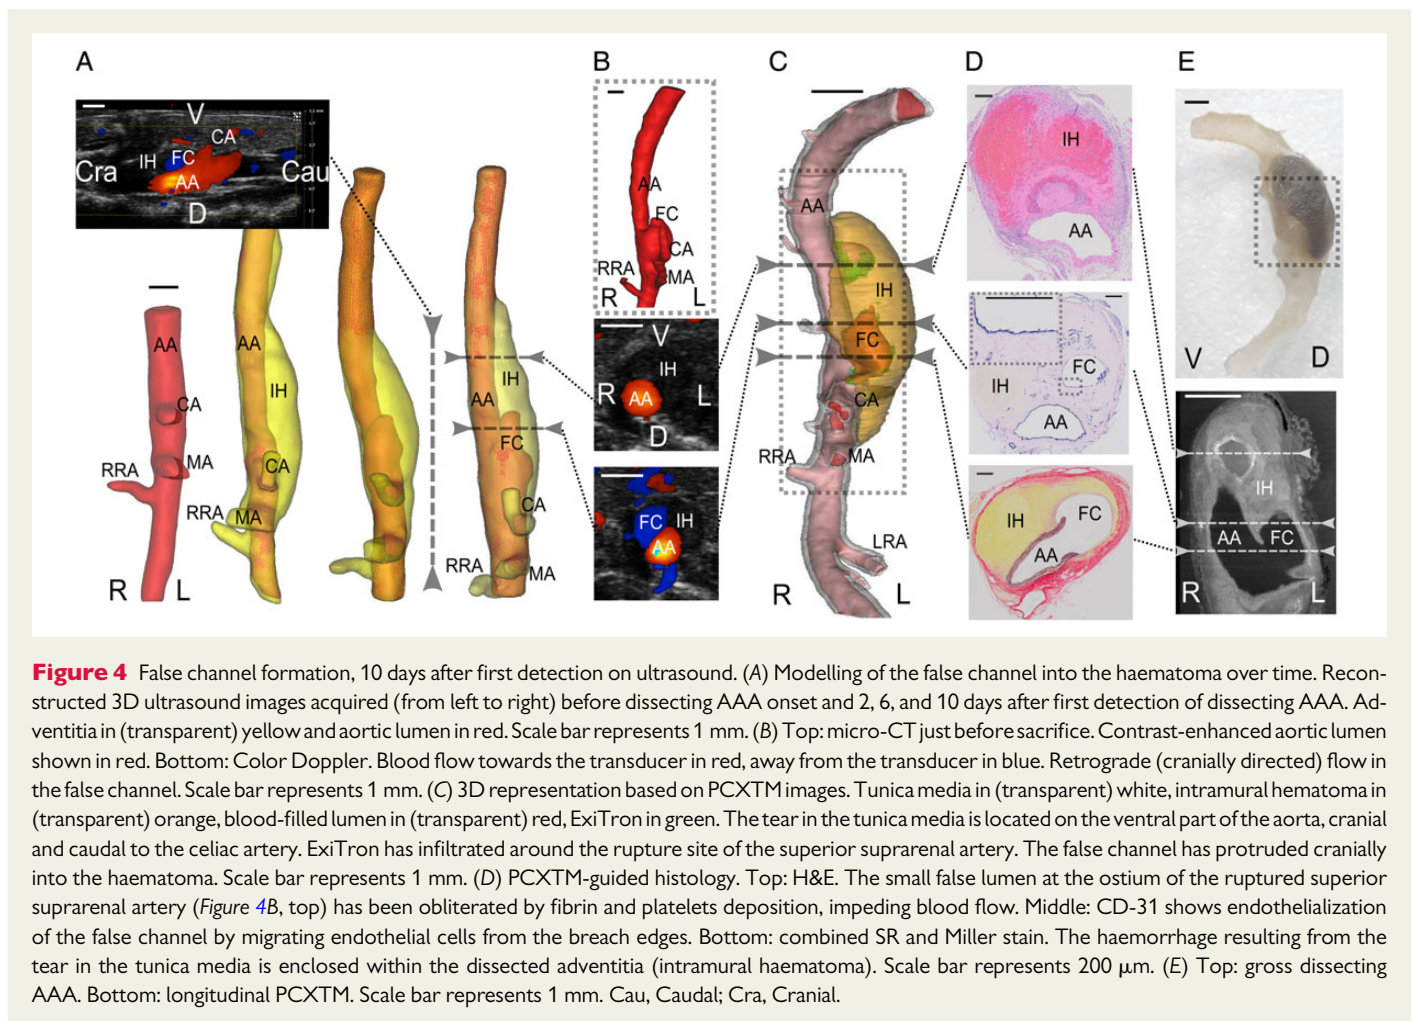 A
B
C
D
E
V
CA
IH
FC
Cra
AA
Cau
D
AA
CA
RRA
MA
R
L
AA
IH
CA
RRA
MA
IH
AA
FC
CA
RRA
MA
AA
FC
CA
RRA
MA
R
L
V
IH
R
AA
L
D
FC
IH
AA
AA
IH
FC
CA
RRA
MA
LRA
R
L
IH
AA
FC
IH
AA
IH
FC
AA
V
D
IH
AA
FC
R
L
Figure 4 False channel formation, 10 days after first detection on ultrasound. (A) Modelling of the false channel into the haematoma over time. Recon-
structed 3D ultrasound images acquired (from left to right) before dissecting AAA onset and 2, 6, and 10 days after first detection of dissecting AAA. Ad-
ventitia in (transparent) yellow and aortic lumen in red. Scale bar represents 1 mm. (B) Top: micro-CT just before sacrifice. Contrast-enhanced aortic lumen
shown in red. Bottom: Color Doppler. Blood flow towards the transducer in red, away from the transducer in blue. Retrograde (cranially directed) flow in
the false channel. Scale bar represents 1 mm. (C) 3D representation based on PCXTM images. Tunica media in (transparent) white, intramural hematoma in
(transparent) orange, blood-filled lumen in (transparent) red, ExiTron in green. The tear in the tunica media is located on the ventral part of the aorta, cranial
and caudal to the celiac artery. ExiTron has infiltrated around the rupture site of the superior suprarenal artery. The false channel has protruded cranially
into the haematoma. Scale bar represents 1 mm. (D) PCXTM-guided histology. Top: H&E. The small false lumen at the ostium of the ruptured superior
suprarenal artery (Figure 4B, top) has been obliterated by fibrin and platelets deposition, impeding blood flow. Middle: CD-31 shows endothelialization
of the false channel by migrating endothelial cells from the breach edges. Bottom: combined SR and Miller stain. The haemorrhage resulting from the
tear in the tunica media is enclosed within the dissected adventitia (intramural haematoma). Scale bar represents 200 μm. (E) Top: gross dissecting
AAA. Bottom: longitudinal PCXTM. Scale bar represents 1 mm. Cau, Caudal; Cra, Cranial.